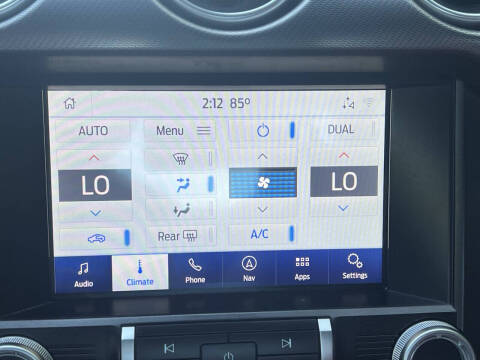 2:12 85°
AUTO Menu DUAL
LO LO
Rear A/C
Audio Climate Phone Nav Apps Settings